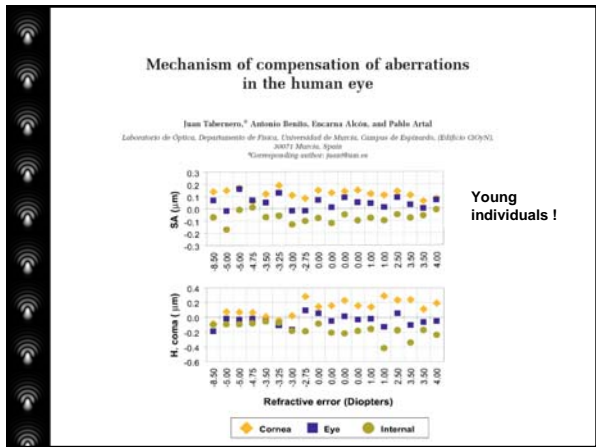 Mechanism of compensation of aberrations
in the human eye
Juan Tabernero,* Antonio Benito, Encarna Alcón, and Pablo Artal
Laboratorio de Óptica, Departamento de Física, Universidad de Murcia, Campus de Espinardo, (Edificio CiOyN),
30071 Murcia, Spain
*Corresponding author: juant@um.es
Young
individuals !
SA (µm)
0.3
0.2
0.1
0.0
-0.1
-0.2
-0.3
-8.50 -5.00 -5.00 -4.75 -3.50 -3.25 -3.00 -2.75 0.00 0.00 0.00 0.00 1.00 1.00 2.50 3.50 3.50 4.00
H. coma ( µm)
0.4
0.2
0.0
-0.2
-0.4
-0.6
-8.50 -5.00 -5.00 -4.75 -3.50 -3.25 -3.00 -2.75 0.00 0.00 0.00 0.00 1.00 1.00 2.50 3.50 3.50 4.00
Refractive error (Diopters)
Cornea Eye Internal